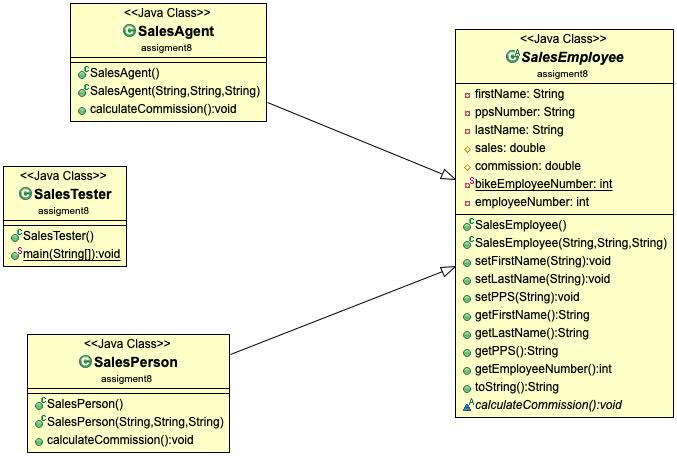 <<Java Class>>
SalesAgent
assigment8
SalesAgent()
SalesAgent(String,String,String)
calculateCommission():void
<<Java Class>>
SalesTester
assigment8
SalesTester()
main(String[]):void
<<Java Class>>
SalesPerson
assigment8
SalesPerson()
SalesPerson(String,String,String)
calculateCommission():void
<<Java Class>>
SalesEmployee
assigment8
firstName: String
ppsNumber: String
lastName: String
sales: double
commission: double
bikeEmployeeNumber: int
employeeNumber: int
SalesEmployee()
SalesEmployee(String,String,String)
setFirstName(String):void
setLastName(String):void
setPPS(String):void
getFirstName():String
getLastName():String
getPPS():String
getEmployeeNumber():int
toString():String
calculateCommission():void